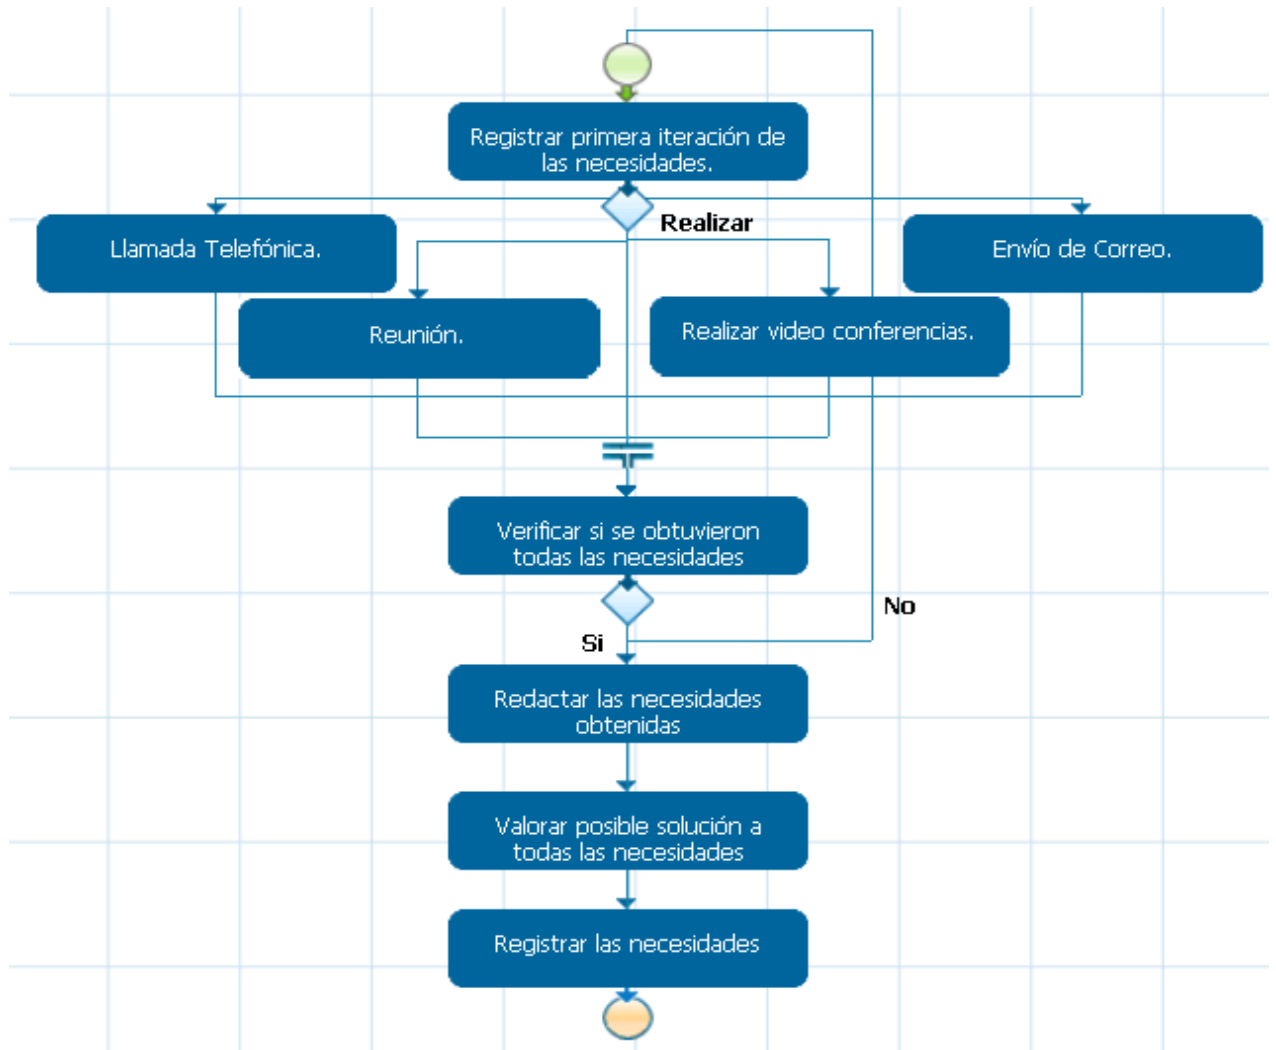 Registrar primera iteración de
las necesidades.
Realizar
Llamada Telefónica.
Envío de Correo.
Reunión.
Realizar video conferencias.
Verificar si se obtuvieron
todas las necesidades
No
Si
Redactar las necesidades
obtenidas
Valorar posible solución a
todas las necesidades
Registrar las necesidades